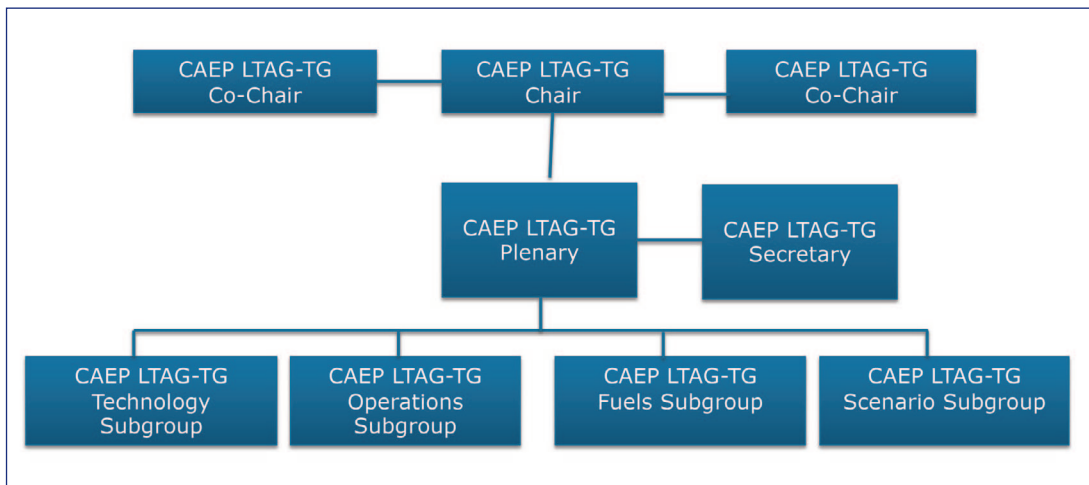 CAEP LTAG-TG
Co-Chair
CAEP LTAG-TG
Chair
CAEP LTAG-TG
Co-Chair
CAEP LTAG-TG
Plenary
CAEP LTAG-TG
Secretary
CAEP LTAG-TG
Technology
Subgroup
CAEP LTAG-TG
Operations
Subgroup
CAEP LTAG-TG
Fuels Subgroup
CAEP LTAG-TG
Scenario Subgroup